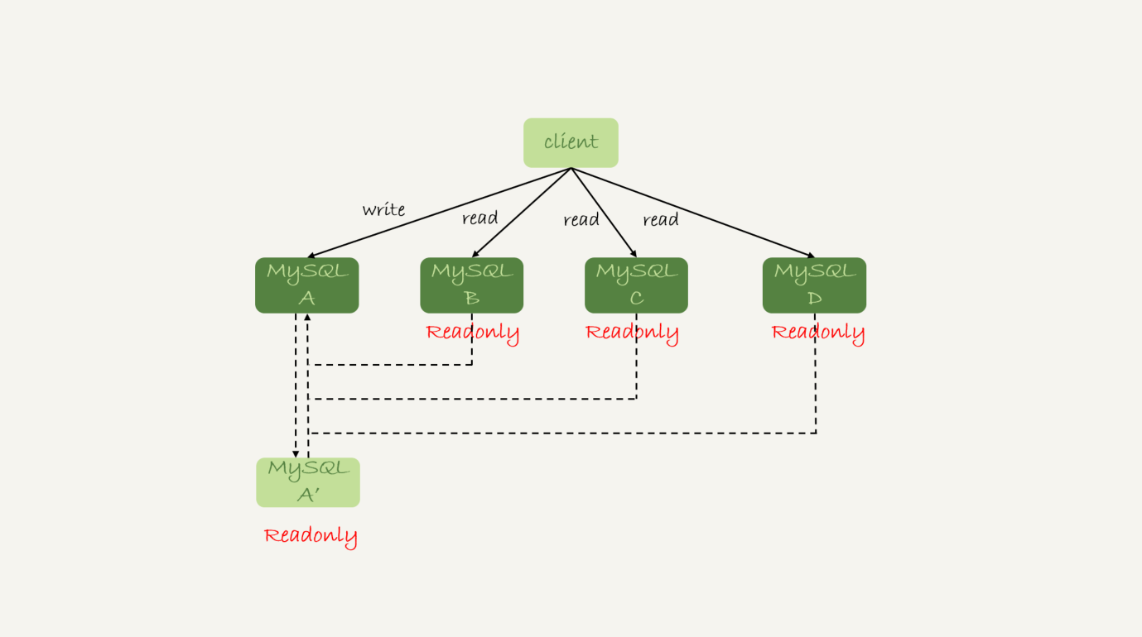 client
write
read
read
read
MySQL
A
MySQL
B
MySQL
C
MySQL
D
Readonly
Readonly
Readonly
MySQL
A'
Readonly